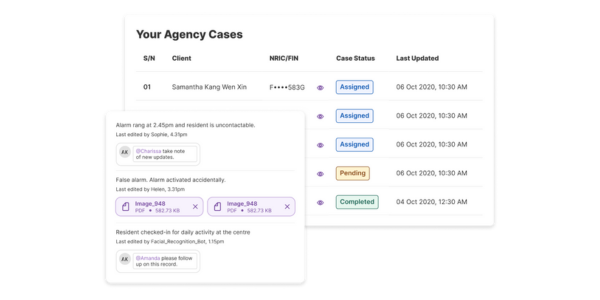 Your Agency Cases
S/N Client NRIC/FIN Case Status Last Updated
01 Samantha Kang Wen Xin F••••583G Assigned 06 Oct 2020, 10:30 AM
Assigned 06 Oct 2020, 10:30 AM
Assigned 06 Oct 2020, 10:30 AM
Pending 06 Oct 2020, 10:30 AM
Completed 04 Oct 2020, 12:30 AM
Alarm rang at 2.45pm and resident is uncontactable.
Last edited by Sophie, 4.31pm
AK @Charissa take note
of new updates.
False alarm. Alarm activated accidentally.
Last edited by Helen, 3.31pm
Image_948 Image_948
PDF • 582.73 KB PDF • 582.73 KB
Resident checked-in for daily activity at the centre
Last edited by Facial_Recognition_Bot, 1.15pm
AK @Amanda please follow
up on this record.